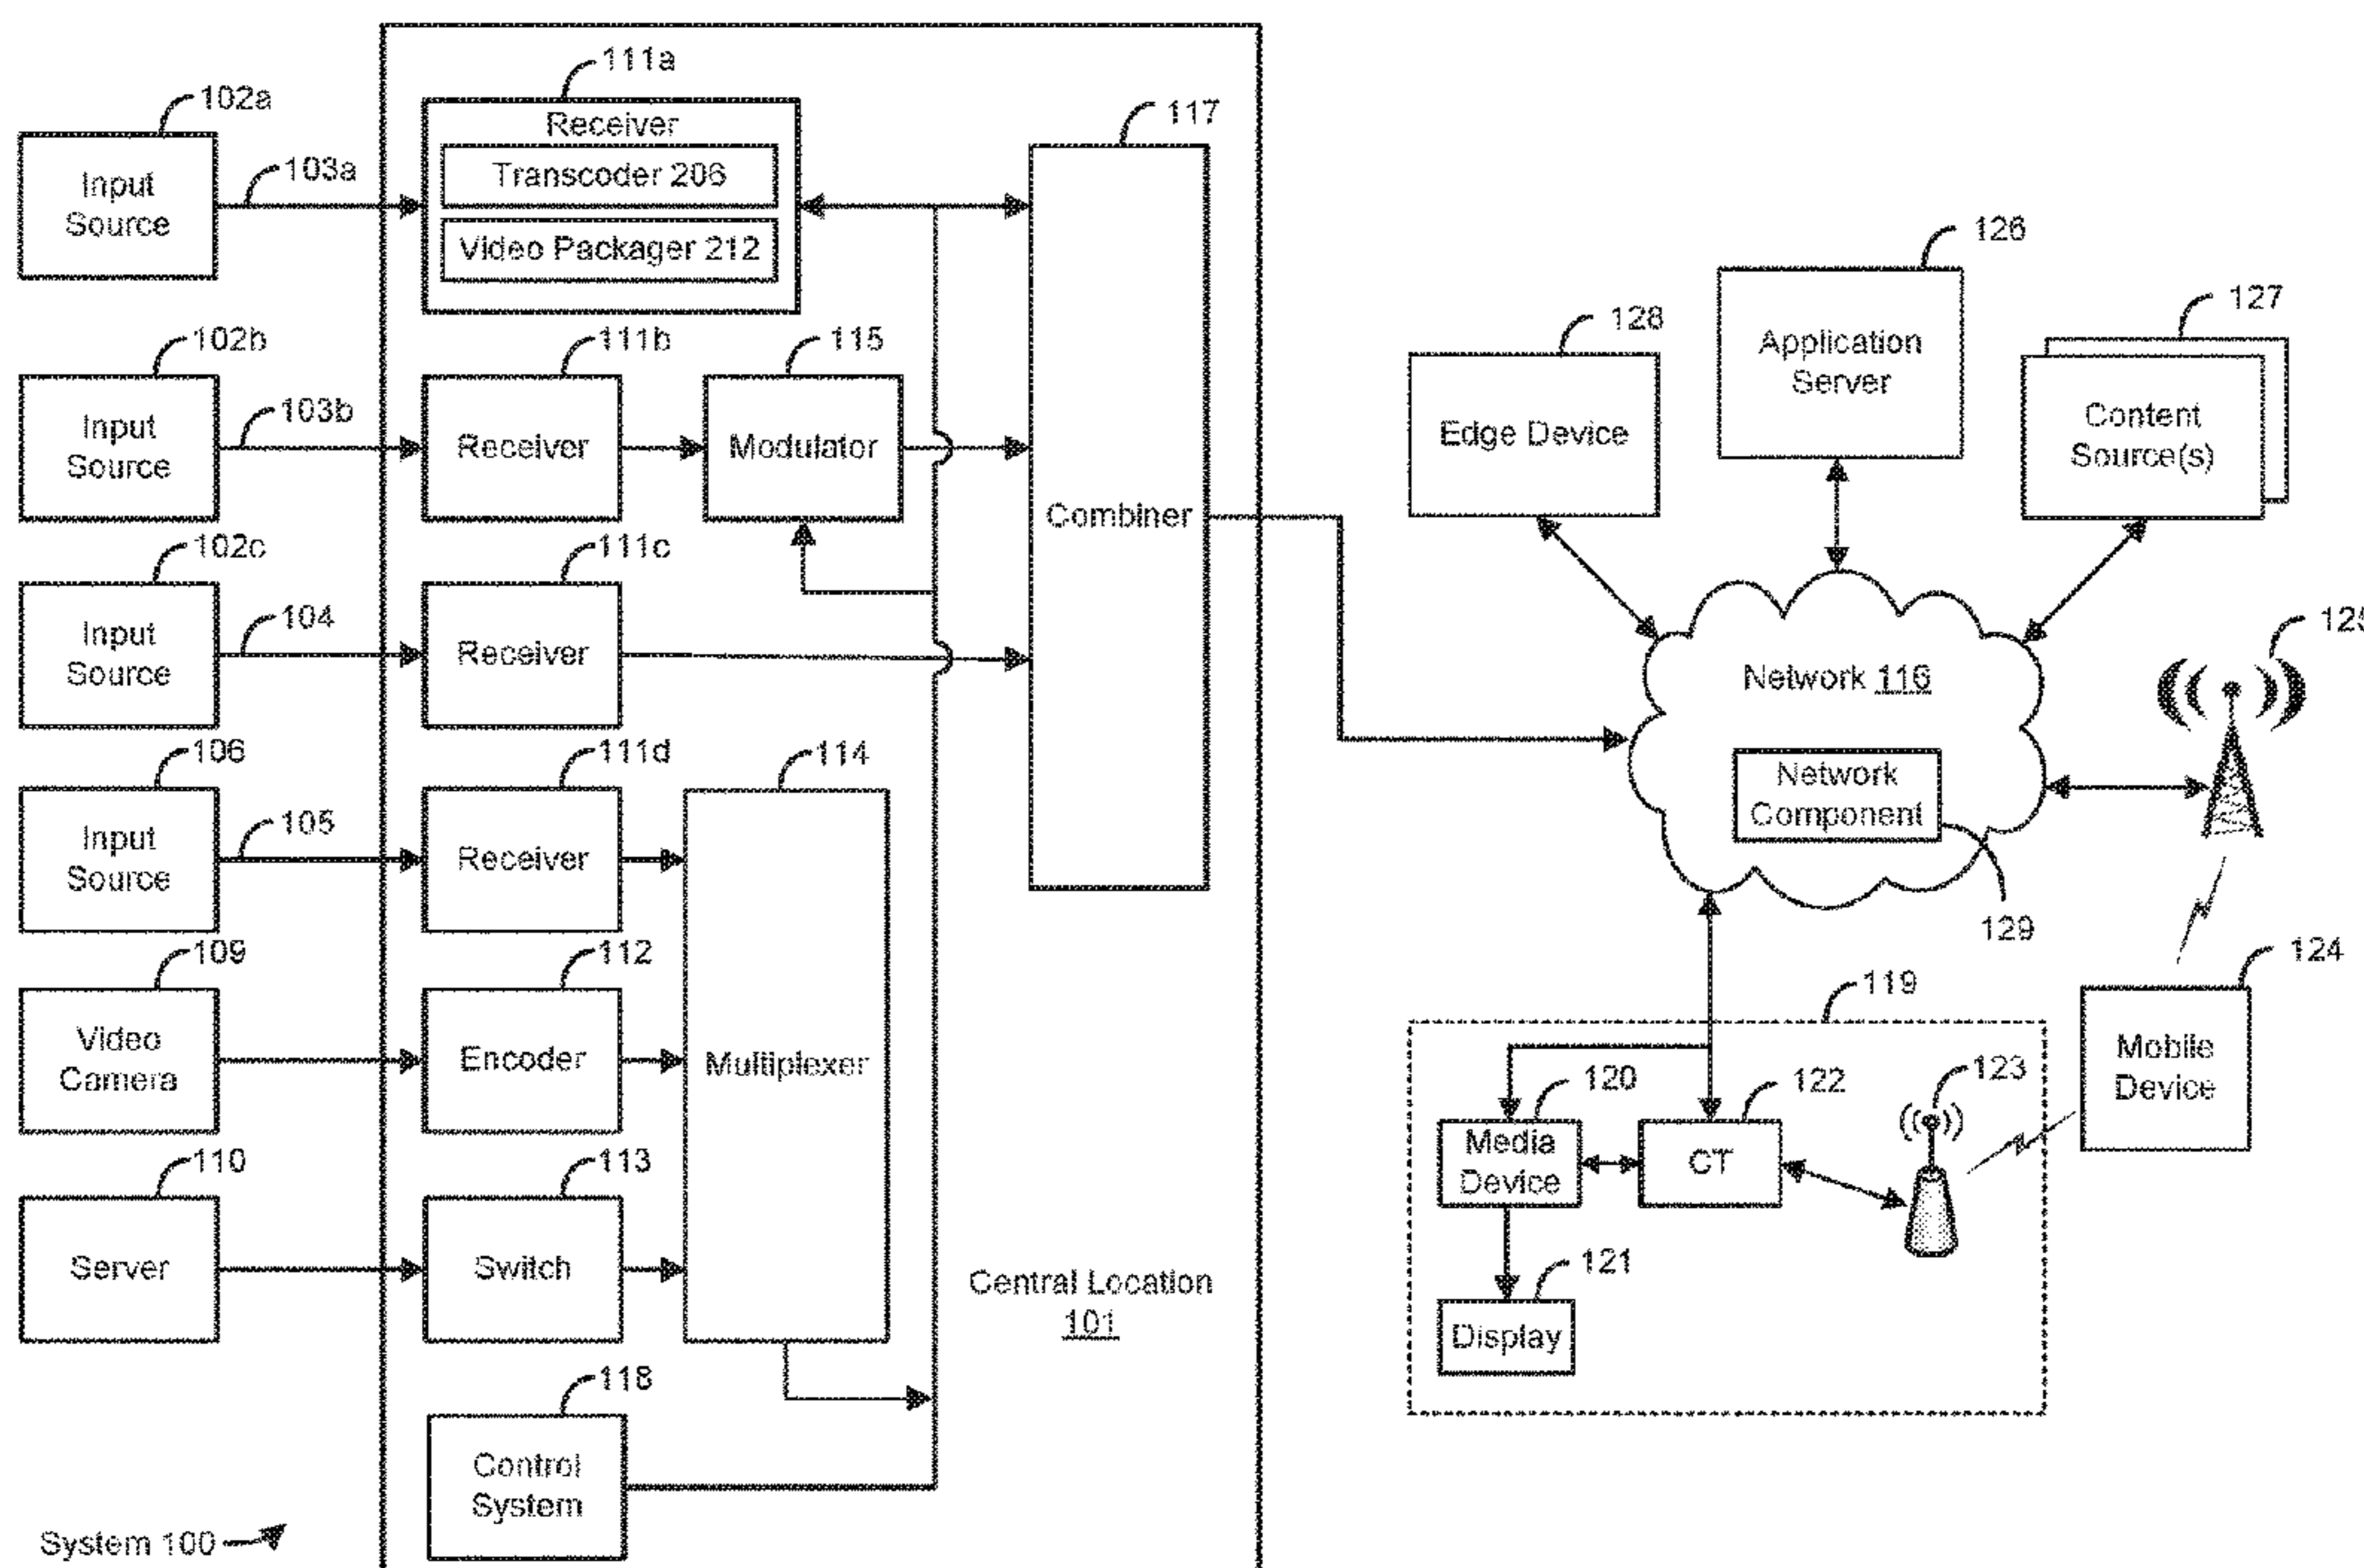 111a
102a
117
Receiver
Transcoder 206
Video Packager 212
103a
Input
Source
126
127
128
Application
Server
102b
111b
115
Content
Source(s)
103b
Input
Source
Receiver
Modulator
Edge Device
Combiner
102c
111c
104
Input
Source
Receiver
125
Network 116
106
111d
114
Network
Component
105
Input
Source
Receiver
129
109
112
124
119
Video
Camera
Encoder
Multiplexer
120
122
123
Mobile
Device
110
113
Media
Device
CT
Server
Switch
121
Central Location
101
Display
118
Control
System
System 100